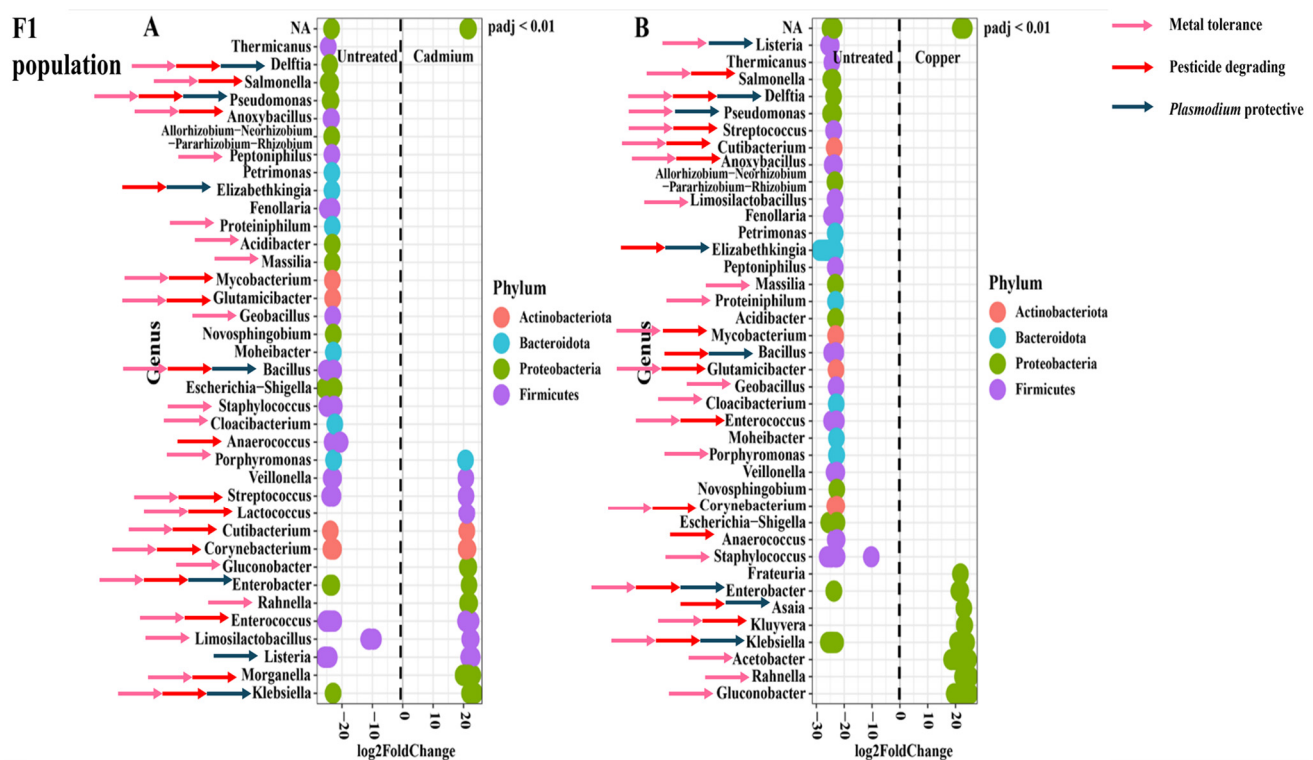 F1
population
A
NA
Thermicanus
Delftia
Salmonella
Pseudomonas
Anoxybacillus
Allorhizobium−Neorhizobium
−Pararhizobium−Rhizobium
Peptoniphilus
Petrimonas
Elizabethkingia
Fenollaria
Proteiniphilum
Acidibacter
Massilia
Mycobacterium
Glutamicibacter
Geobacillus
Novosphingobium
Moheibacter
Bacillus
Escherichia−Shigella
Staphylococcus
Cloacibacterium
Anaerococcus
Porphyromonas
Veillonella
Streptococcus
Lactococcus
Cutibacterium
Corynebacterium
Gluconobacter
Enterobacter
Rahnella
Enterococcus
Limosilactobacillus
Listeria
Morganella
Klebsiella
Genus
Untreated
Cadmium
padj < 0.01
−20
−10
0
20
log2FoldChange
Phylum
Actinobacteriota
Bacteroidota
Proteobacteria
Firmicutes
B
NA
Listeria
Thermicanus
Salmonella
Delftia
Pseudomonas
Streptococcus
Cutibacterium
Anoxybacillus
Allorhizobium−Neorhizobium
−Pararhizobium−Rhizobium
Limosilactobacillus
Fenollaria
Petrimonas
Elizabethkingia
Peptoniphilus
Massilia
Proteiniphilum
Acidibacter
Mycobacterium
Bacillus
Glutamicibacter
Geobacillus
Cloacibacterium
Enterococcus
Moheibacter
Porphyromonas
Veillonella
Novosphingobium
Corynebacterium
Escherichia−Shigella
Anaerococcus
Staphylococcus
Frateuria
Enterobacter
Asaia
Kluyvera
Klebsiella
Acetobacter
Rahnella
Gluconobacter
Genus
Untreated
Copper
padj < 0.01
−30
−20
−10
0
20
log2FoldChange
Phylum
Actinobacteriota
Bacteroidota
Proteobacteria
Firmicutes
Metal tolerance
Pesticide degrading
Plasmodium protective